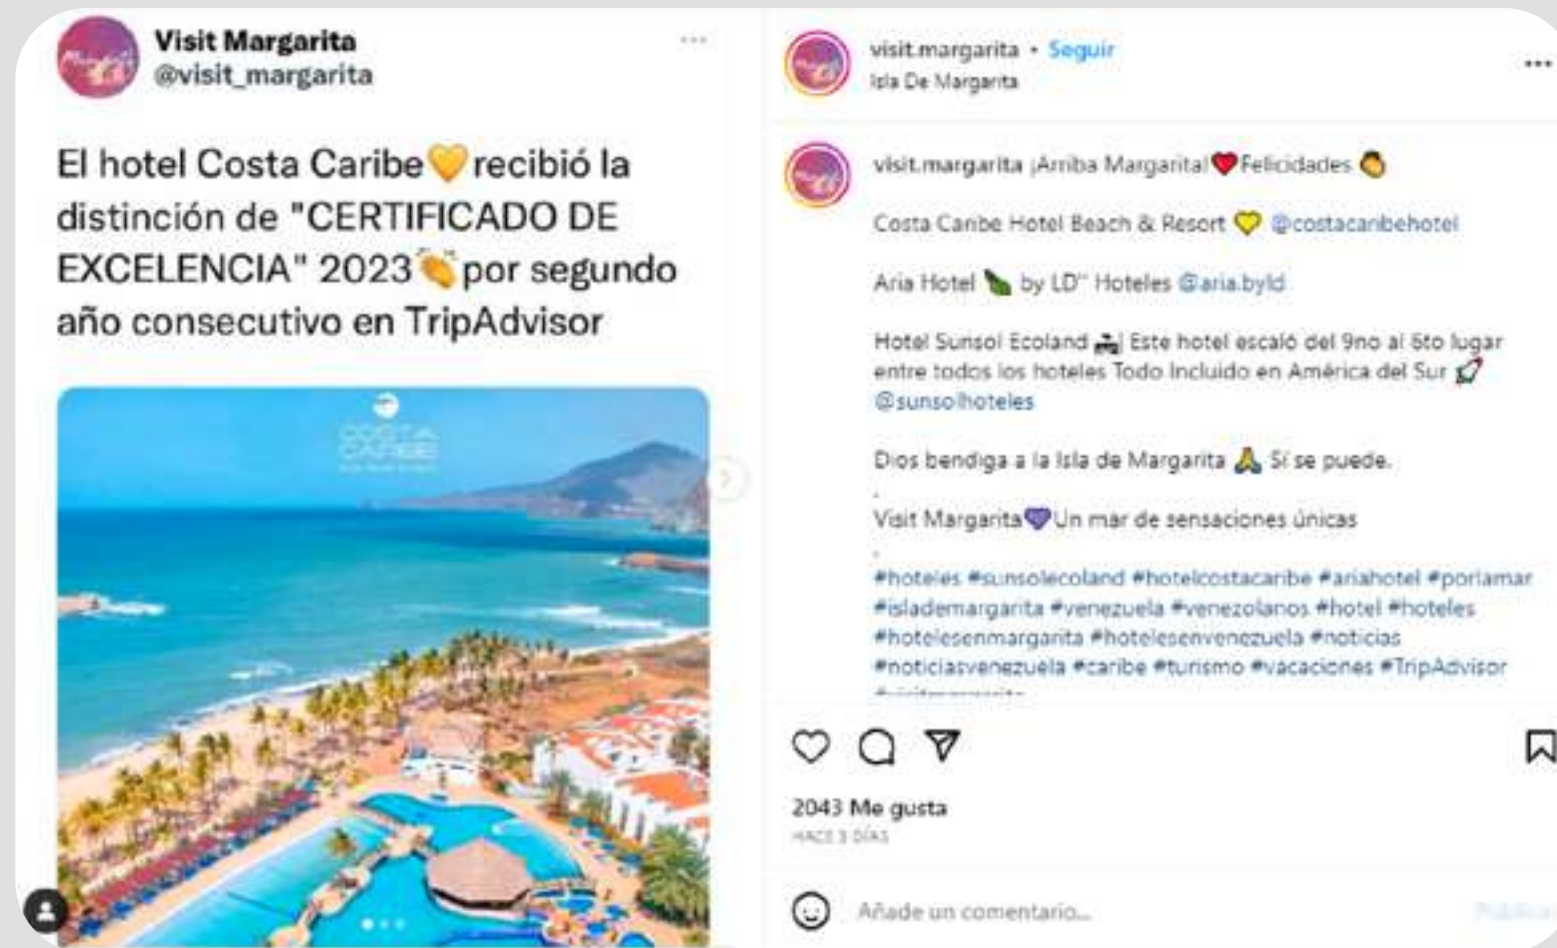 Visit Margarita
@visit_margarita
El hotel Costa Caribe💛recibió la
distinción de "CERTIFICADO DE
EXCELENCIA" 2023👏por segundo
año consecutivo en TripAdvisor
COSTA
CARIBE
visit.margarita • Seguir
Isla De Margarita
visit.margarita ¡Arriba Margarita!❤️Felicidades 👏
Costa Caribe Hotel Beach & Resort 💛 @costacaribehotel
Aria Hotel 🌿 by LD" Hoteles @aria.byld
Hotel Sunsol Ecoland 🏝| Este hotel escaló del 9no al 6to lugar
entre todos los hoteles Todo Incluido en América del Sur 🚀
@sunsolhoteles
Dios bendiga a la Isla de Margarita 🙏 Sí se puede.
.
Visit Margarita💜Un mar de sensaciones únicas
.
#hoteles #sunsolecoland #hotelcostacaribe #ariahotel #porlamar
#islademargarita #venezuela #venezolanos #hotel #hoteles
#hotelesenmargarita #hotelesenvenezuela #noticias
#noticiasvenezuela #caribe #turismo #vacaciones #TripAdvisor
2043 Me gusta
HACE 3 DÍAS
Añade un comentario...
Publicar